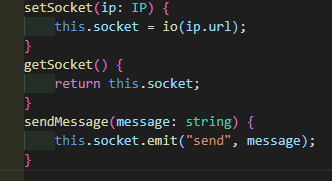 setSocket(ip: IP) {
    this.socket = io(ip.url);
}
getSocket() {
    return this.socket;
}
sendMessage(message: string) {
    this.socket.emit("send", message);
}